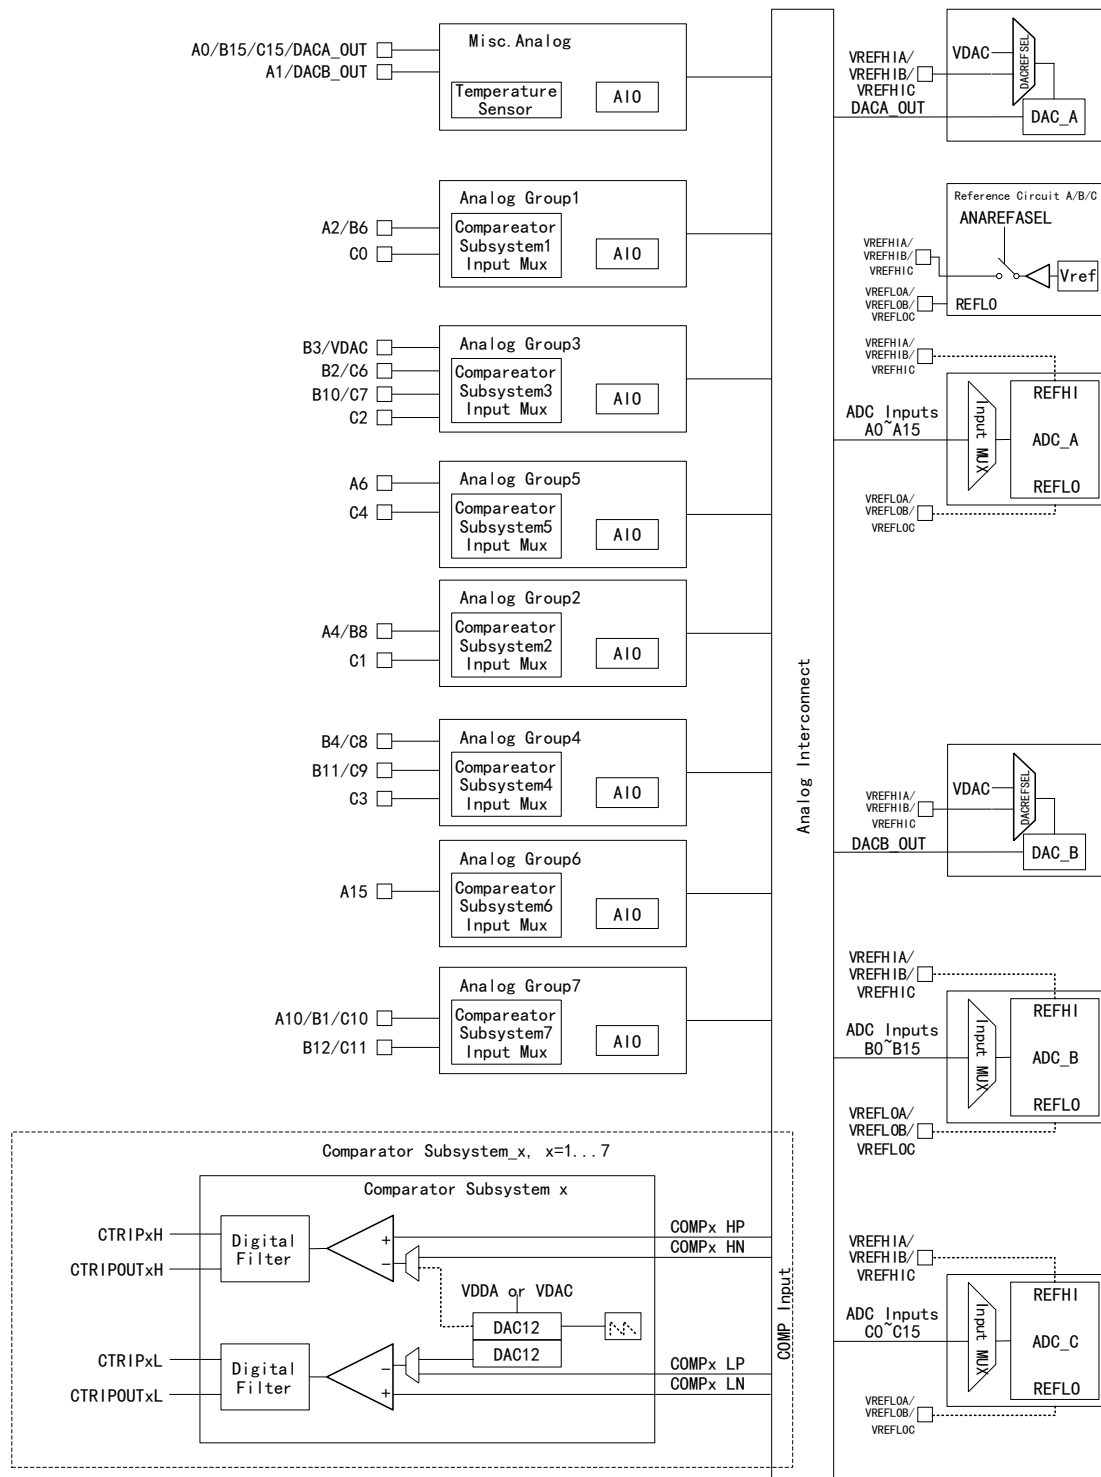 A0/B15/C15/DACA_OUT
A1/DACB_OUT
Misc.Analog
Temperature
Sensor
AIO
Analog Group1
A2/B6
C0
Compareator
Subsystem1
Input Mux
AIO
Analog Group3
B3/VDAC
B2/C6
B10/C7
C2
Compareator
Subsystem3
Input Mux
AIO
Analog Group5
A6
C4
Compareator
Subsystem5
Input Mux
AIO
Analog Group2
A4/B8
C1
Compareator
Subsystem2
Input Mux
AIO
Analog Group4
B4/C8
B11/C9
C3
Compareator
Subsystem4
Input Mux
AIO
Analog Group6
A15
Compareator
Subsystem6
Input Mux
AIO
Analog Group7
A10/B1/C10
B12/C11
Compareator
Subsystem7
Input Mux
AIO
Comparator Subsystem_x, x=1...7
Comparator Subsystem x
CTRIPxH
CTRIPOUTxH
Digital
Filter
+
−
COMPx HP
COMPx HN
VDDA or VDAC
DAC12
DAC12
CTRIPxL
CTRIPOUTxL
Digital
Filter
−
+
COMPx LP
COMPx LN
COMP Input
Analog Interconnect
VREFHIA/
VREFHIB/
VREFHIC
DACA_OUT
VDAC
DACREFSEL
DAC_A
Reference Circuit A/B/C
ANAREFASEL
VREFHIA/
VREFHIB/
VREFHIC
Vref
VREFLOA/
VREFLOB/
VREFLOC
REFLO
VREFHIA/
VREFHIB/
VREFHIC
ADC Inputs
A0~A15
Input MUX
REFHI
ADC_A
REFLO
VREFLOA/
VREFLOB/
VREFLOC
VREFHIA/
VREFHIB/
VREFHIC
DACB_OUT
VDAC
DACREFSEL
DAC_B
VREFHIA/
VREFHIB/
VREFHIC
ADC Inputs
B0~B15
Input MUX
REFHI
ADC_B
REFLO
VREFLOA/
VREFLOB/
VREFLOC
VREFHIA/
VREFHIB/
VREFHIC
ADC Inputs
C0~C15
Input MUX
REFHI
ADC_C
REFLO
VREFLOA/
VREFLOB/
VREFLOC